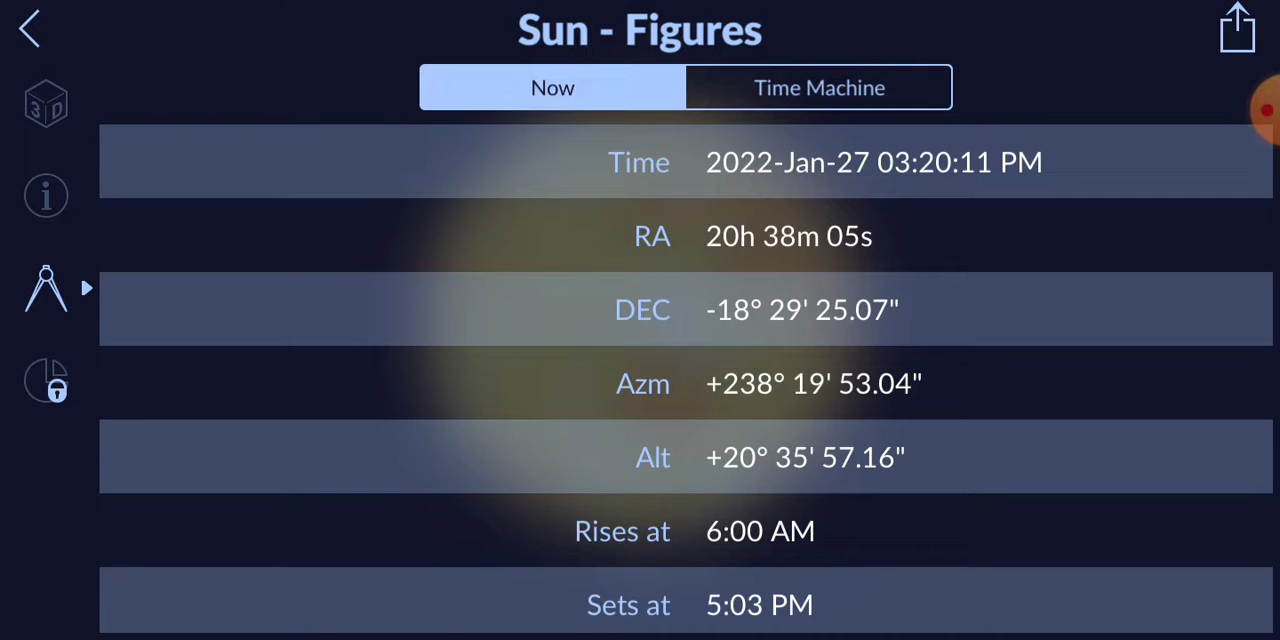 Sun - Figures
Now Time Machine
3D
i
Time 2022-Jan-27 03:20:11 PM
RA 20h 38m 05s
DEC -18° 29' 25.07"
Azm +238° 19' 53.04"
Alt +20° 35' 57.16"
Rises at 6:00 AM
Sets at 5:03 PM